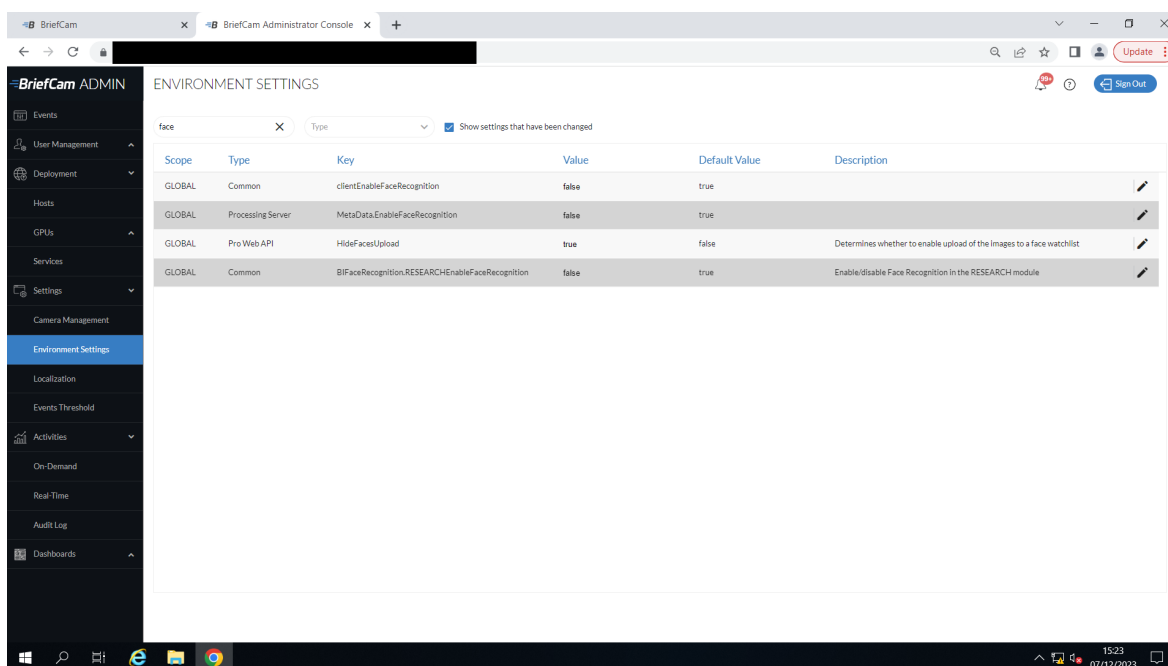 BriefCam
BriefCam Administrator Console
Update
BriefCam ADMIN
ENVIRONMENT SETTINGS
99+
Sign Out
Events
User Management
Deployment
Hosts
GPUs
Services
Settings
Camera Management
Environment Settings
Localization
Events Threshold
Activities
On-Demand
Real-Time
Audit Log
Dashboards
face Type Show settings that have been changed
Scope Type Key Value Default Value Description
GLOBAL Common clientEnableFaceRecognition false true
GLOBAL Processing Server MetaData.EnableFaceRecognition false true
GLOBAL Pro Web API HideFacesUpload true false Determines whether to enable upload of the images to a face watchlist
GLOBAL Common BIFaceRecognition.RESEARCHEnableFaceRecognition false true Enable/disable Face Recognition in the RESEARCH module
15:23
07/12/2023